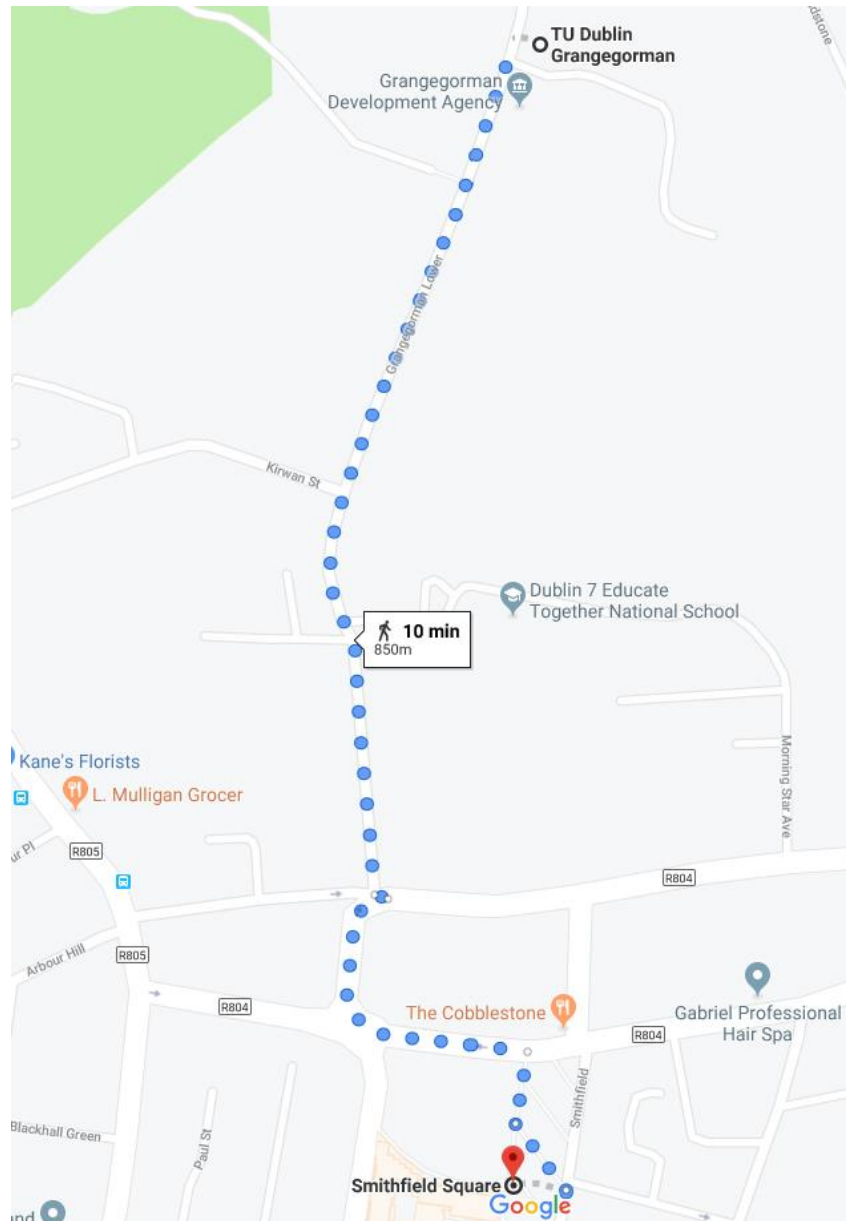 TU Dublin
Grangegorman
Grangegorman
Development Agency
Grangegorman Lower
Kirwan St
Dublin 7 Educate
Together National School
10 min
850m
Morning Star Ave
Kane's Florists
L. Mulligan Grocer
ur Pl
R805
R804
Arbour Hill
R805
R804
The Cobblestone
Gabriel Professional
Hair Spa
R804
Smithfield
Blackhall Green
Paul St
Smithfield Square
Google